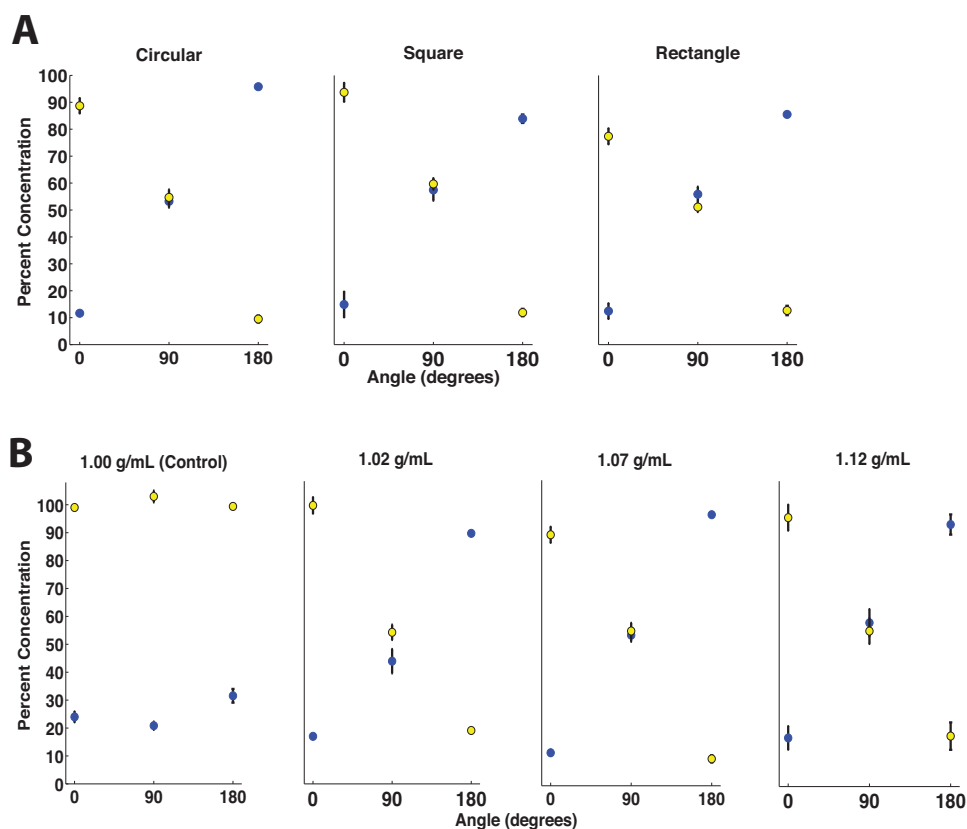 A
Circular Square Rectangle
100
90
80
70
60
50
40
30
20
10
0
Percent Concentration
0 90 180 0 90 180 0 90 180
Angle (degrees)
B
1.00 g/mL (Control) 1.02 g/mL 1.07 g/mL 1.12 g/mL
100
90
80
70
60
50
40
30
20
10
0
Percent Concentration
0 90 180 0 90 180 0 90 180 0 90 180
Angle (degrees)